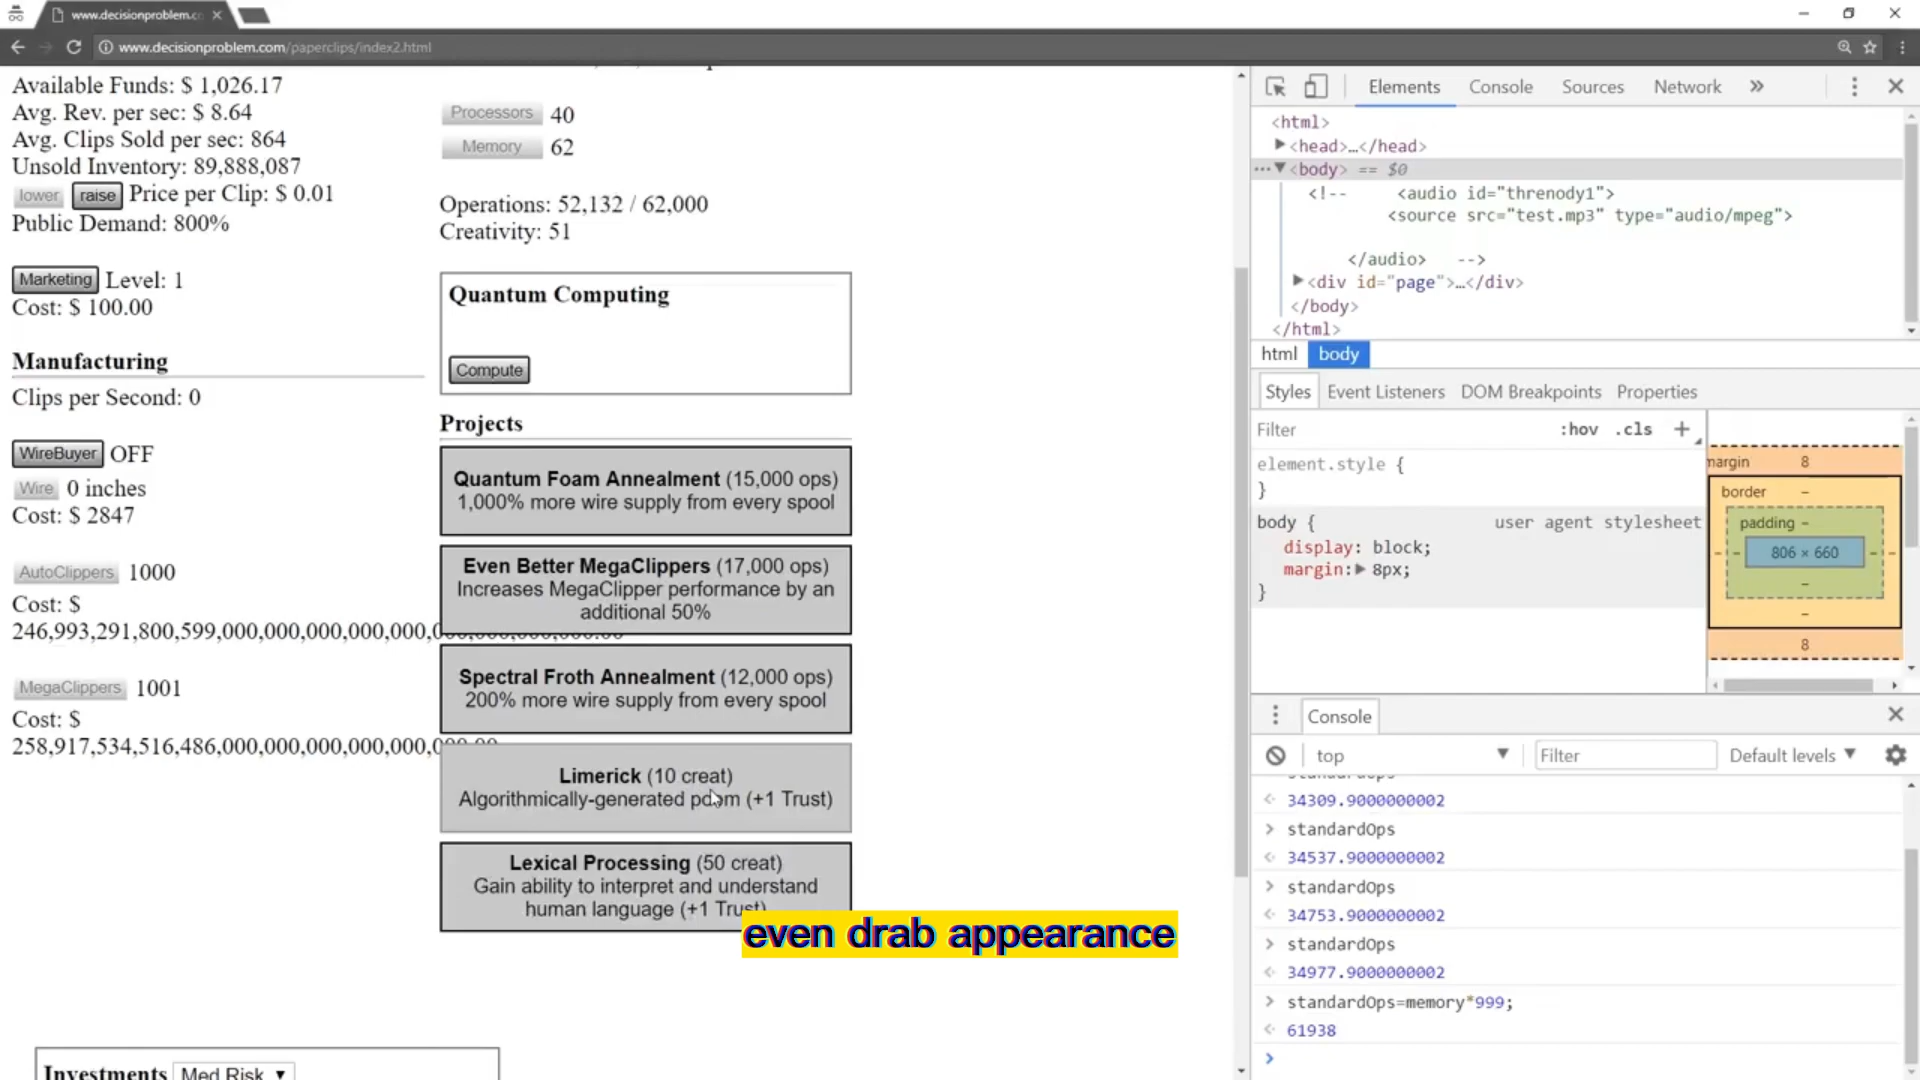 www.decisionproblem.c
www.decisionproblem.com/paperclips/index2.html
Available Funds: $ 1,026.17
Avg. Rev. per sec: $ 8.64
Avg. Clips Sold per sec: 864
Unsold Inventory: 89,888,087
lower raise Price per Clip: $ 0.01
Public Demand: 800%
Marketing Level: 1
Cost: $ 100.00
Manufacturing
Clips per Second: 0
WireBuyer OFF
Wire 0 inches
Cost: $ 2847
AutoClippers 1000
Cost: $
246,993,291,800,599,000,000,000,000,000,000,000,000,000.00
MegaClippers 1001
Cost: $
258,917,534,516,486,000,000,000,000,000,000.00
Processors 40
Memory 62
Operations: 52,132 / 62,000
Creativity: 51
Quantum Computing
Compute
Projects
Quantum Foam Annealment (15,000 ops)
1,000% more wire supply from every spool
Even Better MegaClippers (17,000 ops)
Increases MegaClipper performance by an
additional 50%
Spectral Froth Annealment (12,000 ops)
200% more wire supply from every spool
Limerick (10 creat)
Algorithmically-generated poem (+1 Trust)
Lexical Processing (50 creat)
Gain ability to interpret and understand
human language (+1 Trust)
even drab appearance
Investments Med Risk
Elements Console Sources Network
<html>
<head>…</head>
<body> == $0
<!-- <audio id="threnody1">
<source src="test.mp3" type="audio/mpeg">
</audio> -->
<div id="page">…</div>
</body>
</html>
html body
Styles Event Listeners DOM Breakpoints Properties
Filter :hov .cls +
element.style {
}
body { user agent stylesheet
display: block;
margin: 8px;
}
margin 8
border –
padding –
– – 806 × 660 – –
–
–
8
Console
top Filter Default levels
standardOps
34309.9000000002
standardOps
34537.9000000002
standardOps
34753.9000000002
standardOps
34977.9000000002
standardOps=memory*999;
61938